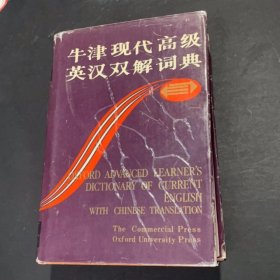 牛津现代高级
英汉双解词典
OXFORD ADVANCED LEARNER'S
DICTIONARY OF CURRENT
ENGLISH
WITH CHINESE TRANSLATION
The Commercial Press
Oxford University Press